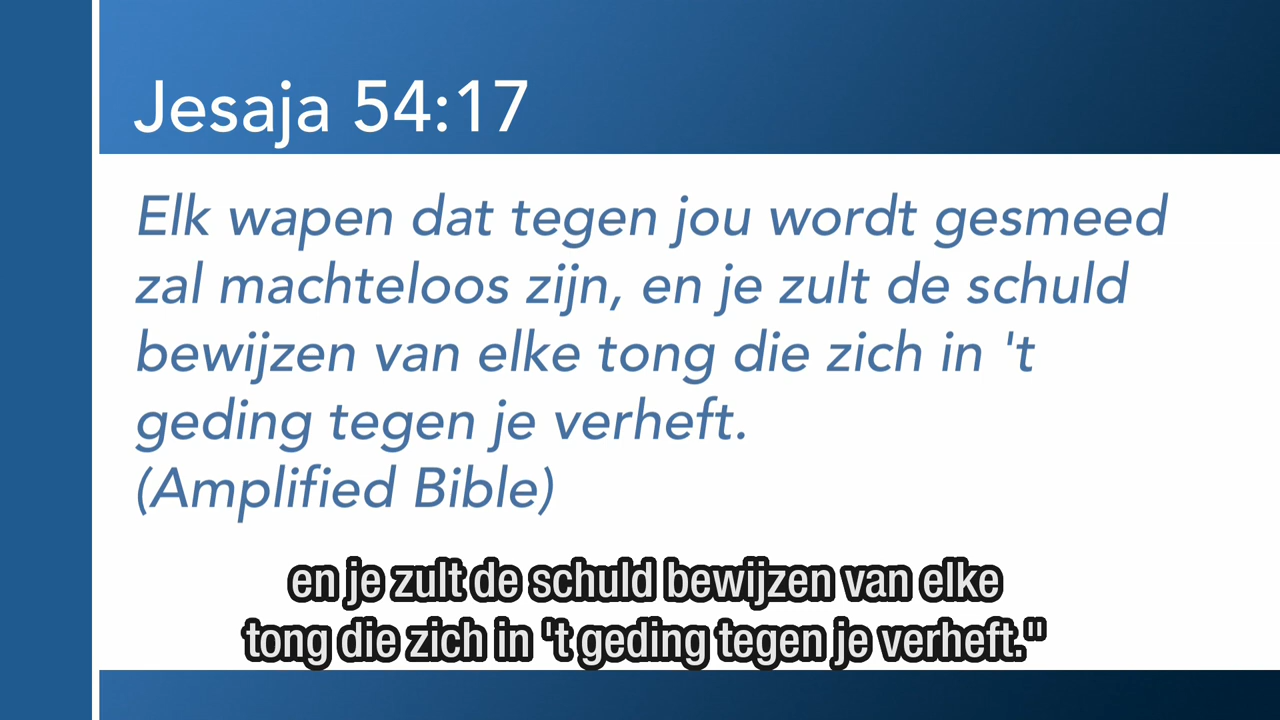 Jesaja 54:17
Elk wapen dat tegen jou wordt gesmeed
zal machteloos zijn, en je zult de schuld
bewijzen van elke tong die zich in 't
geding tegen je verheft.
(Amplified Bible)
en je zult de schuld bewijzen van elke
tong die zich in 't geding tegen je verheft."